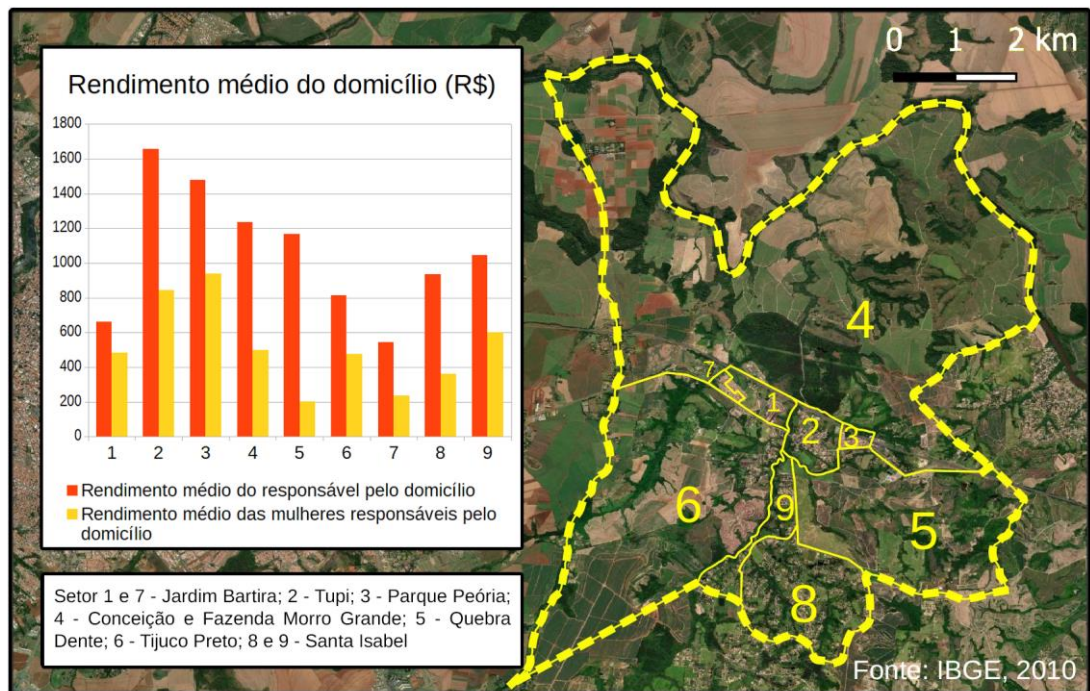 Rendimento médio do domicílio (R$)
1800
1600
1400
1200
1000
800
600
400
200
0
1 2 3 4 5 6 7 8 9
Rendimento médio do responsável pelo domicílio
Rendimento médio das mulheres responsáveis pelo
domicílio
Setor 1 e 7 - Jardim Bartira; 2 - Tupi; 3 - Parque Peória;
4 - Conceição e Fazenda Morro Grande; 5 - Quebra
Dente; 6 - Tijuco Preto; 8 e 9 - Santa Isabel
0 1 2 km
4
7
1
2
3
6
9
5
8
Fonte: IBGE, 2010